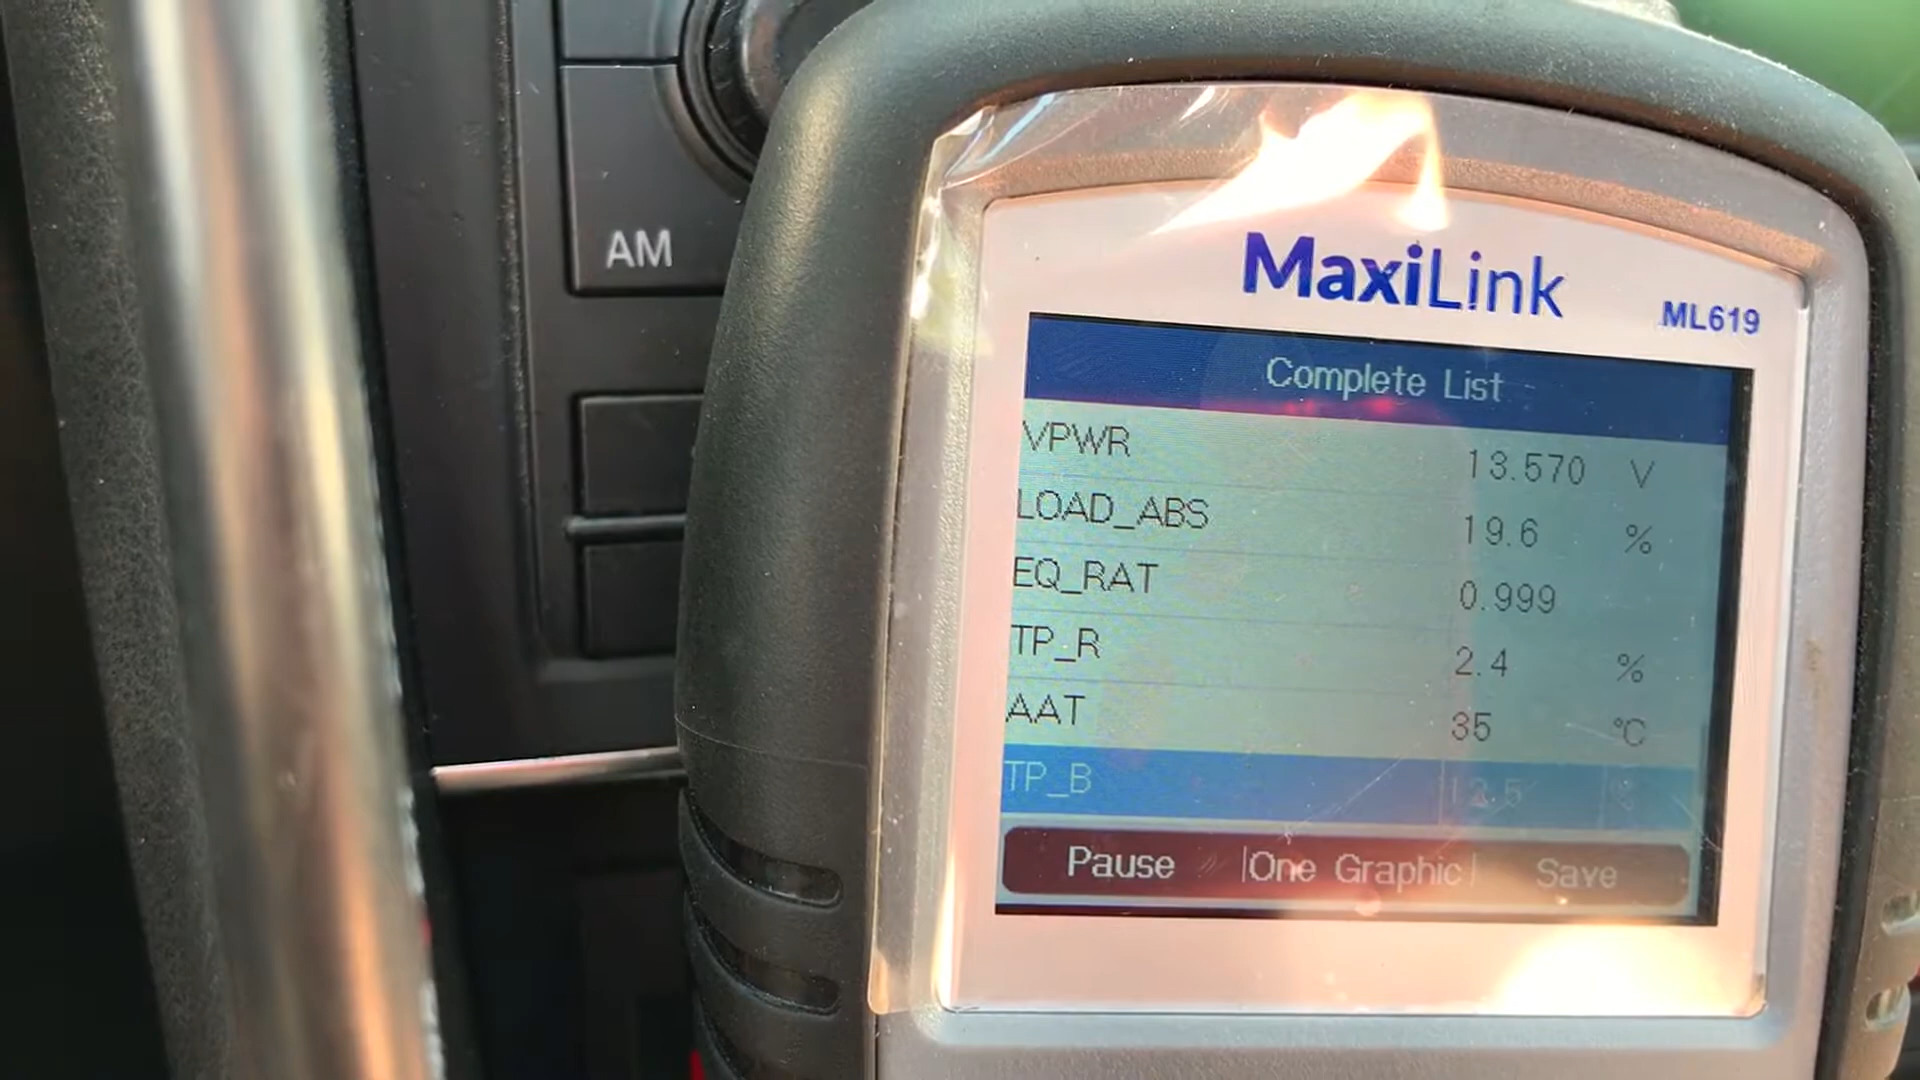 AM
MaxiLink
ML619
Complete List
VPWR 13.570 V
LOAD_ABS 19.6 %
EQ_RAT 0.999
TP_R 2.4 %
AAT 35 °C
TP_B
Pause |One Graphic| Save